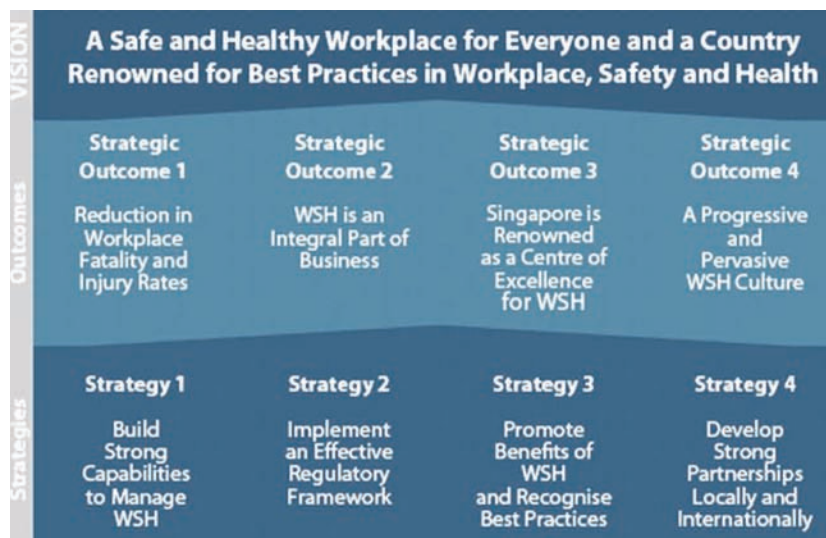 VISION
A Safe and Healthy Workplace for Everyone and a Country
Renowned for Best Practices in Workplace, Safety and Health
Outcomes
Strategic
Outcome 1
Reduction in
Workplace
Fatality and
Injury Rates
Strategic
Outcome 2
WSH is an
Integral Part of
Business
Strategic
Outcome 3
Singapore is
Renowned
as a Centre of
Excellence
for WSH
Strategic
Outcome 4
A Progressive
and
Pervasive
WSH Culture
Strategies
Strategy 1
Build
Strong
Capabilities
to Manage
WSH
Strategy 2
Implement
an Effective
Regulatory
Framework
Strategy 3
Promote
Benefits of
WSH
and Recognise
Best Practices
Strategy 4
Develop
Strong
Partnerships
Locally and
Internationally